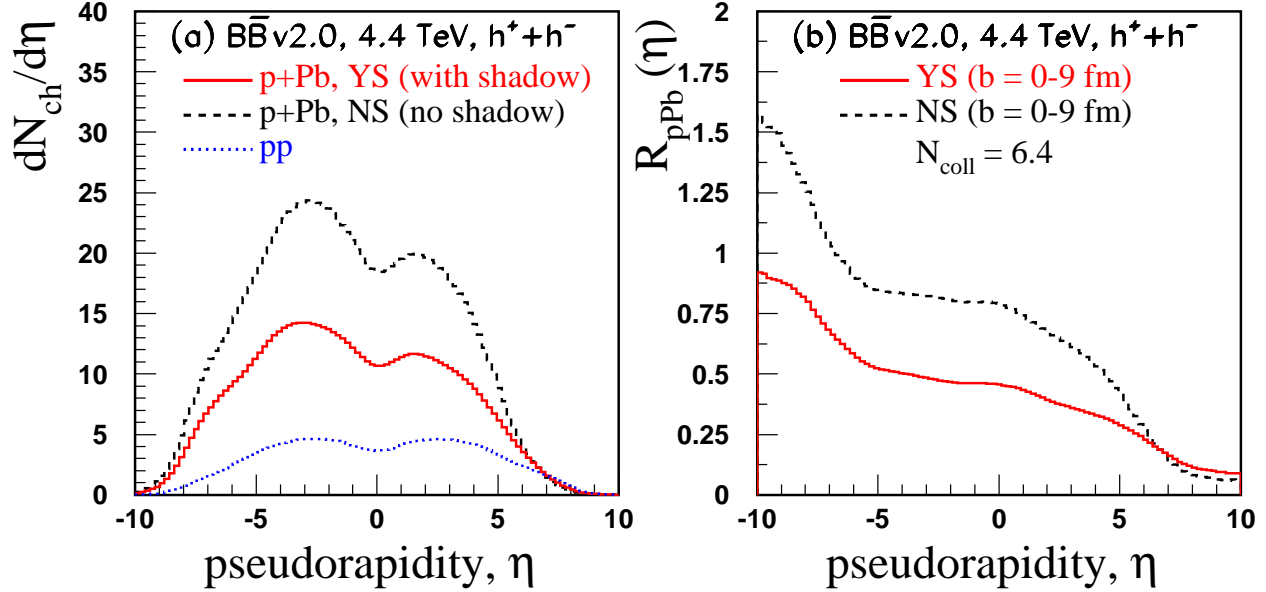 (a) BB̅ v2.0, 4.4 TeV, h⁺+h⁻
p+Pb, YS (with shadow)
p+Pb, NS (no shadow)
pp
dN_ch/dη
40
35
30
25
20
15
10
5
0
-10 -5 0 5 10
pseudorapidity, η
(b) BB̅ v2.0, 4.4 TeV, h⁺+h⁻
YS (b = 0-9 fm)
NS (b = 0-9 fm)
N_coll = 6.4
R_pPb(η)
2
1.75
1.5
1.25
1
0.75
0.5
0.25
0
-10 -5 0 5 10
pseudorapidity, η